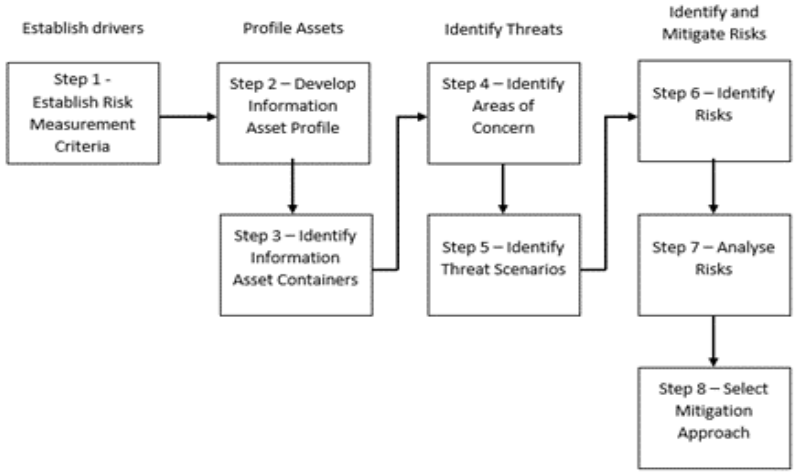 Establish drivers
Profile Assets
Identify Threats
Identify and
Mitigate Risks
Step 1 -
Establish Risk
Measurement
Criteria
Step 2 – Develop
Information
Asset Profile
Step 3 – Identify
Information
Asset Containers
Step 4 – Identify
Areas of
Concern
Step 5 – Identify
Threat Scenarios
Step 6 – Identify
Risks
Step 7 – Analyse
Risks
Step 8 – Select
Mitigation
Approach